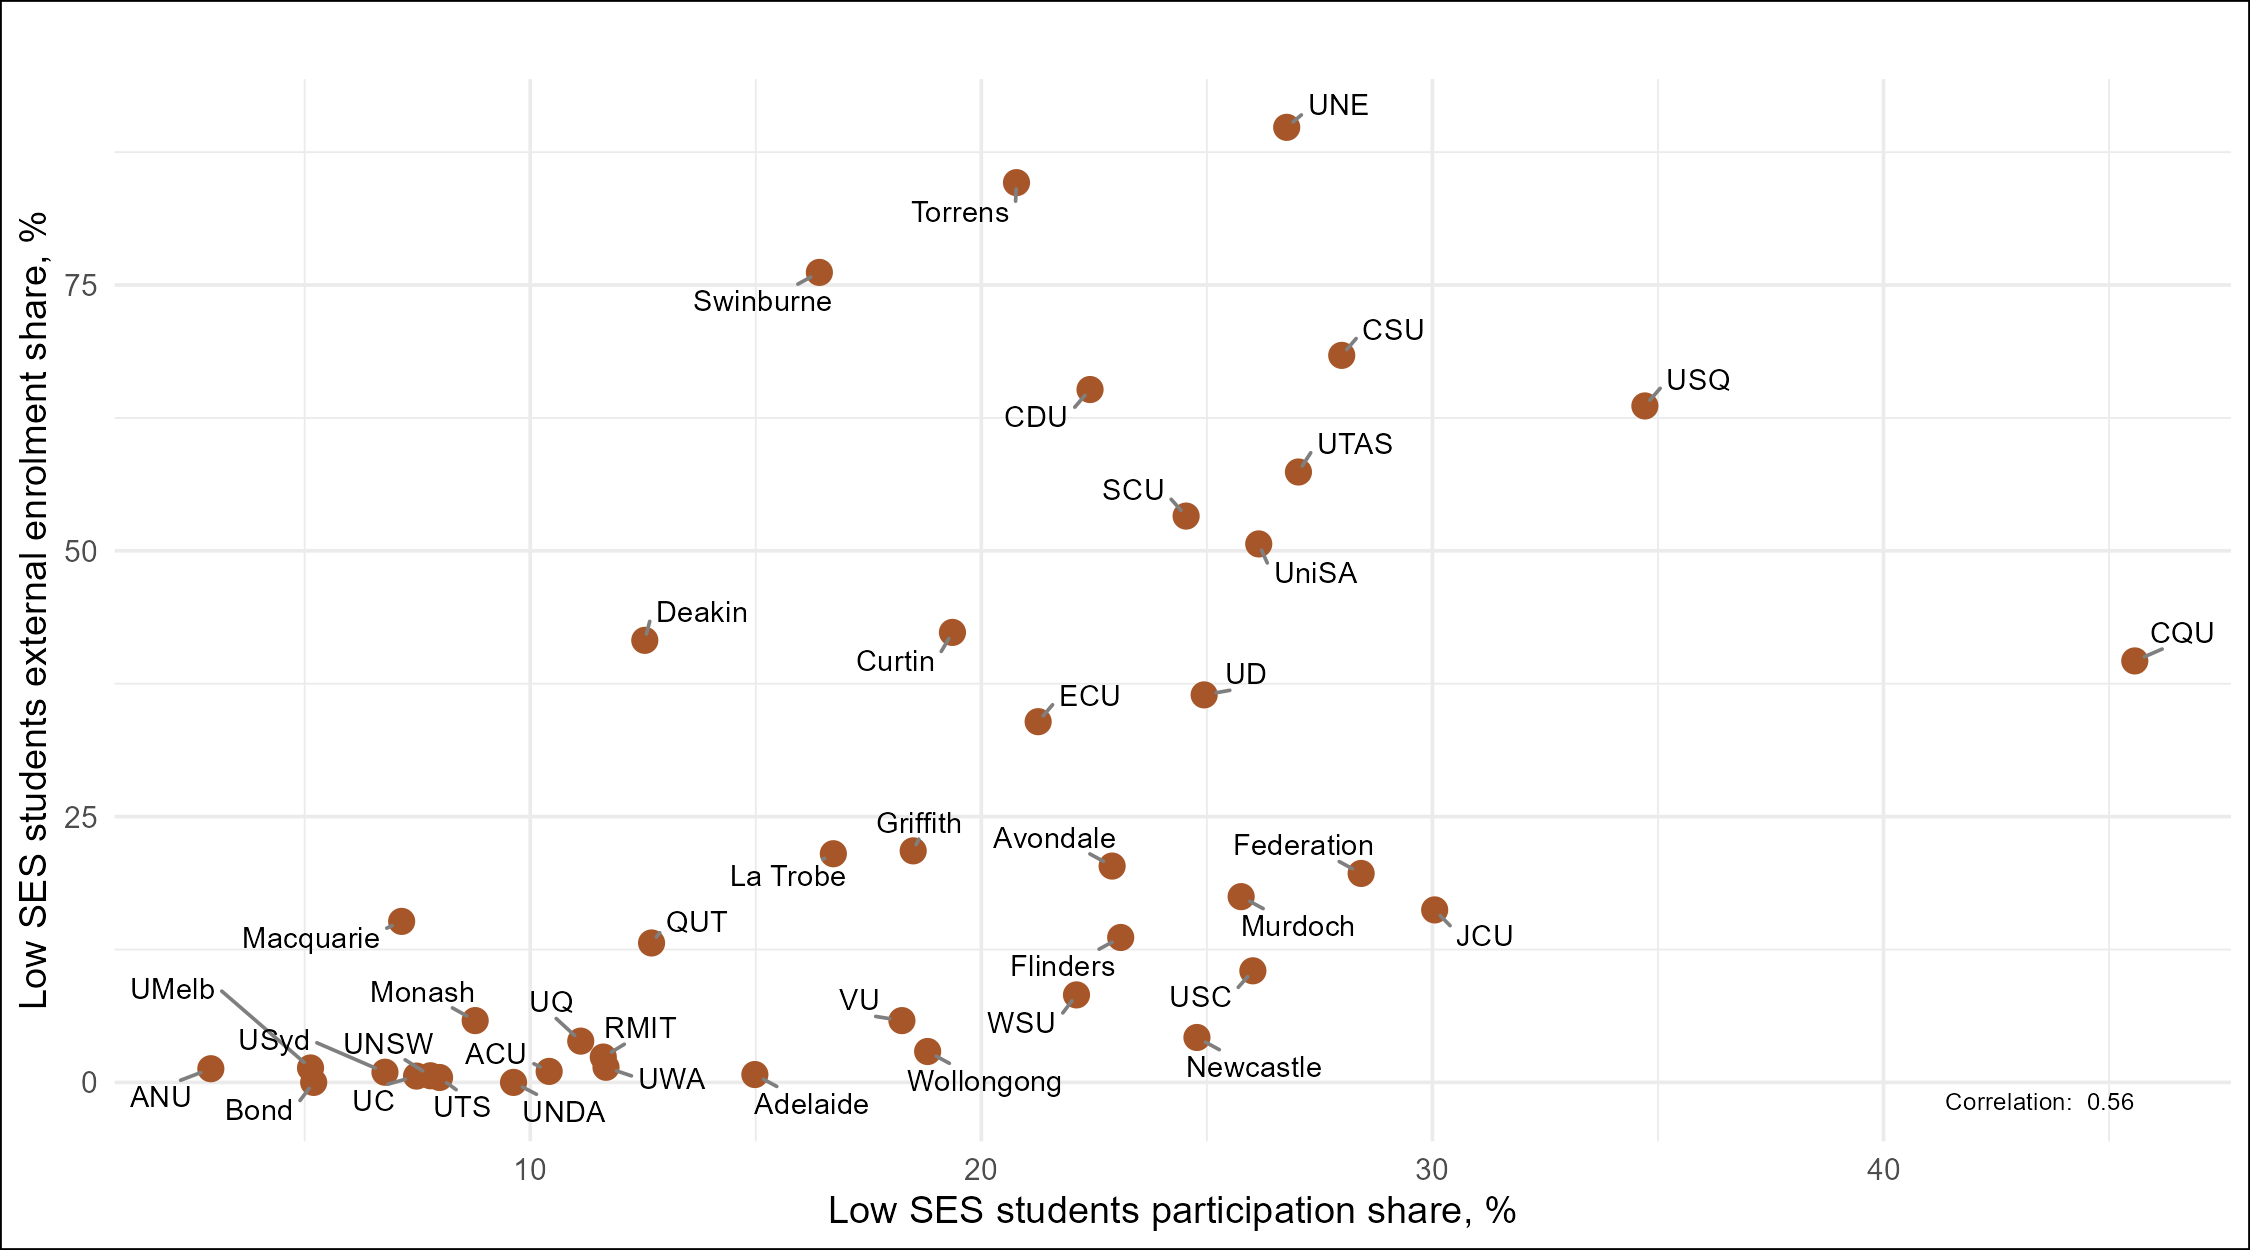 UNE
Torrens
Swinburne
CSU
USQ
CDU
UTAS
SCU
UniSA
Deakin
Curtin
CQU
UD
ECU
Griffith
Avondale
Federation
La Trobe
Murdoch
QUT
JCU
Macquarie
Flinders
UMelb
Monash
UQ
VU
USC
WSU
RMIT
USyd
UNSW
ACU
Newcastle
UWA
Wollongong
ANU
Bond
UC
UTS
UNDA
Adelaide
Correlation: 0.56
75
50
25
0
10
20
30
40
Low SES students participation share, %
Low SES students external enrolment share, %